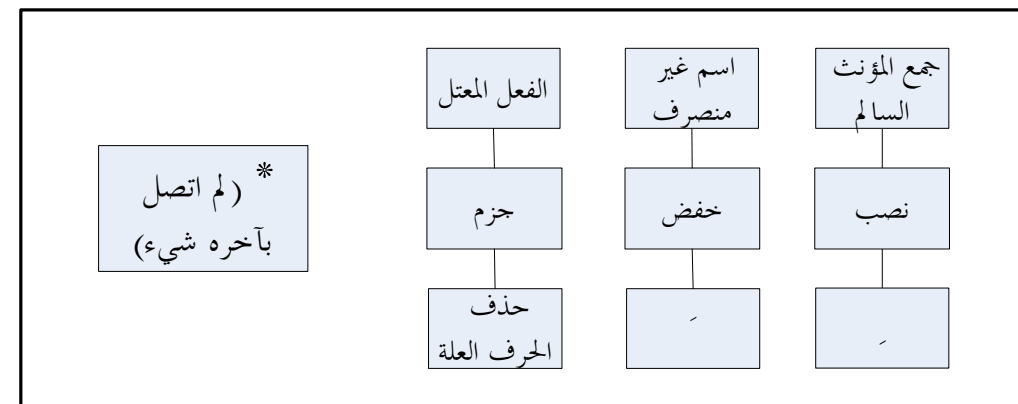 جمع المؤنث
السالم
نصب
َ
اسم غير
منصرف
خفض
َ
الفعل المعتل
جزم
حذف
الحرف العلة
* (لم اتصل
بآخره شيء)